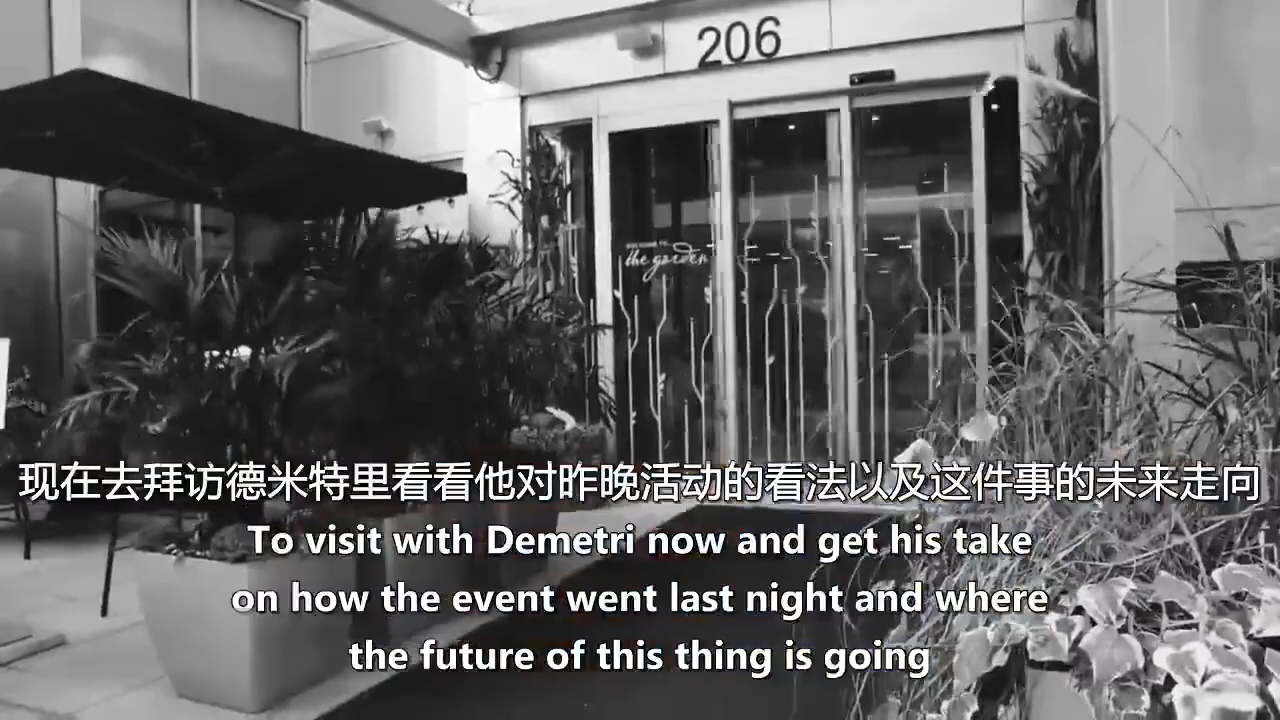 206
the garden
现在去拜访德米特里看看他对昨晚活动的看法以及这件事的未来走向
To visit with Demetri now and get his take
on how the event went last night and where
the future of this thing is going